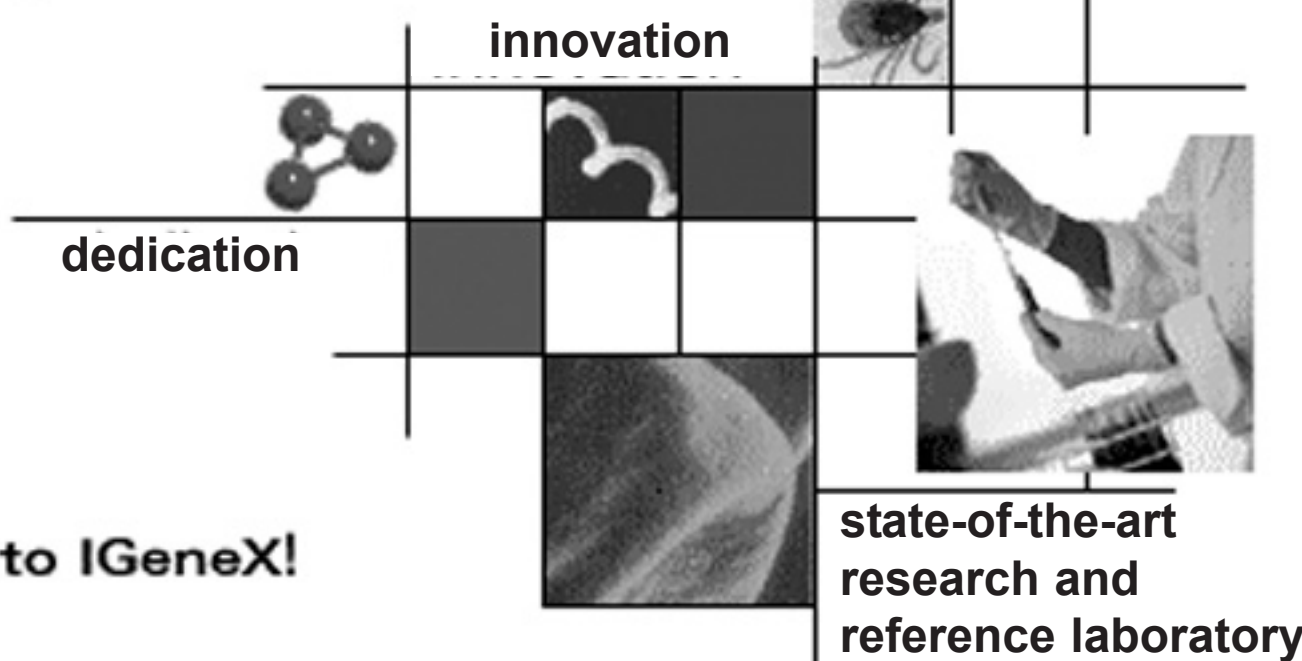 innovation
dedication
to IGeneX!
state-of-the-art
research and
reference laboratory